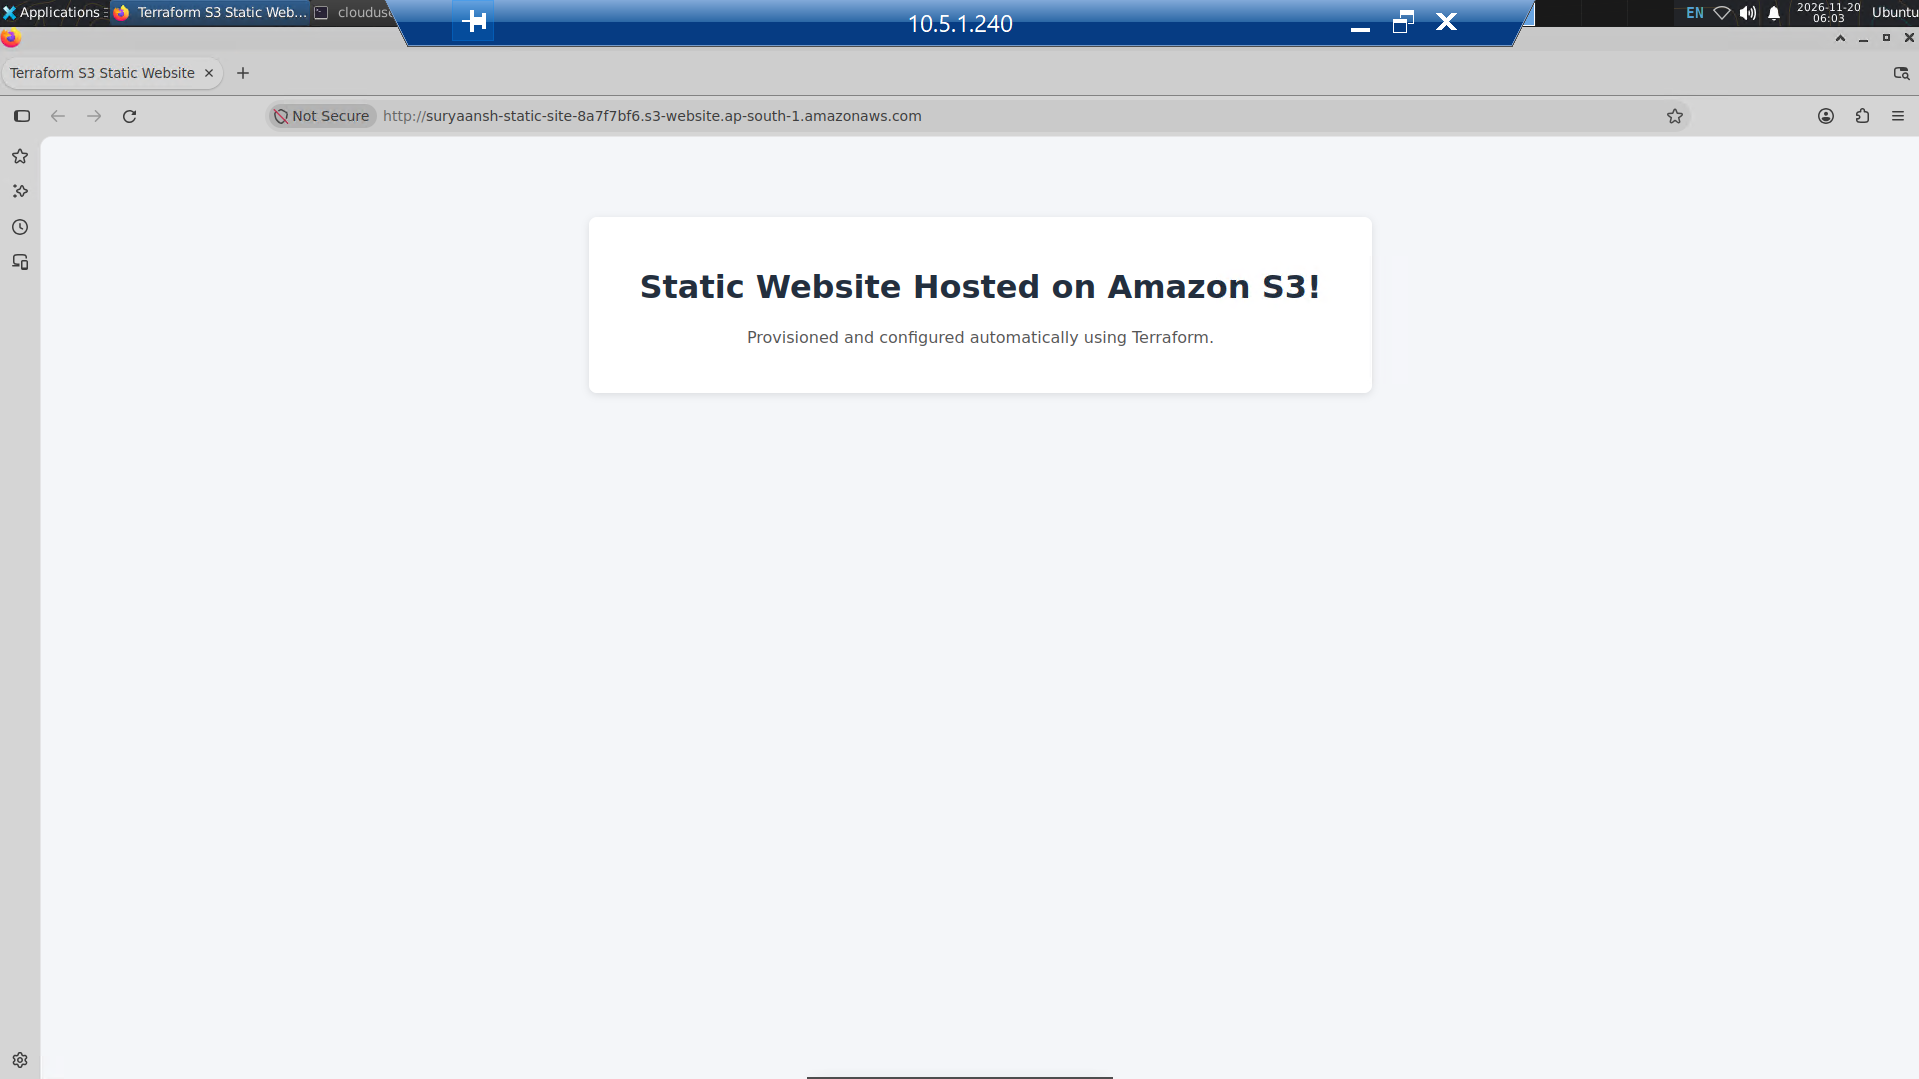 Applications
Terraform S3 Static Web...
10.5.1.240
EN
2026-11-20
06:03
Ubuntu
Terraform S3 Static Website
Not Secure
http://suryaansh-static-site-8a7f7bf6.s3-website.ap-south-1.amazonaws.com
Static Website Hosted on Amazon S3!
Provisioned and configured automatically using Terraform.